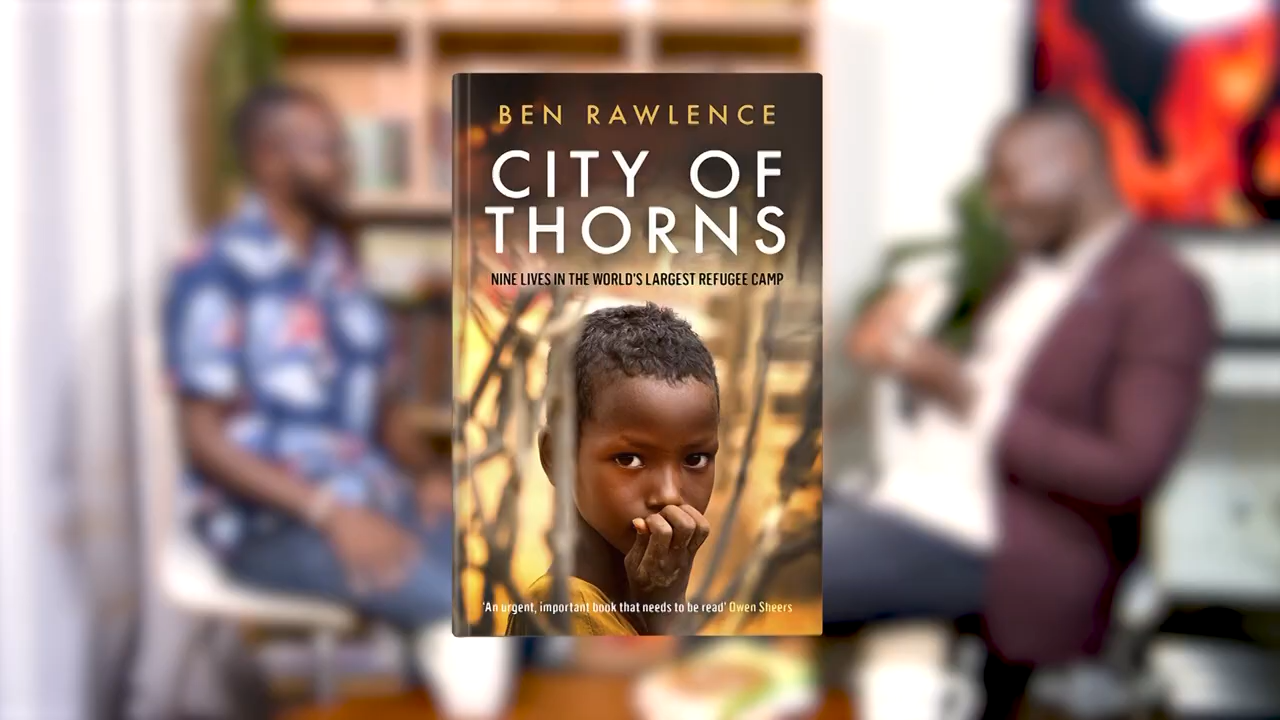 BEN RAWLENCE
CITY OF
THORNS
NINE LIVES IN THE WORLD'S LARGEST REFUGEE CAMP
'An urgent, important book that needs to be read' Owen Sheers